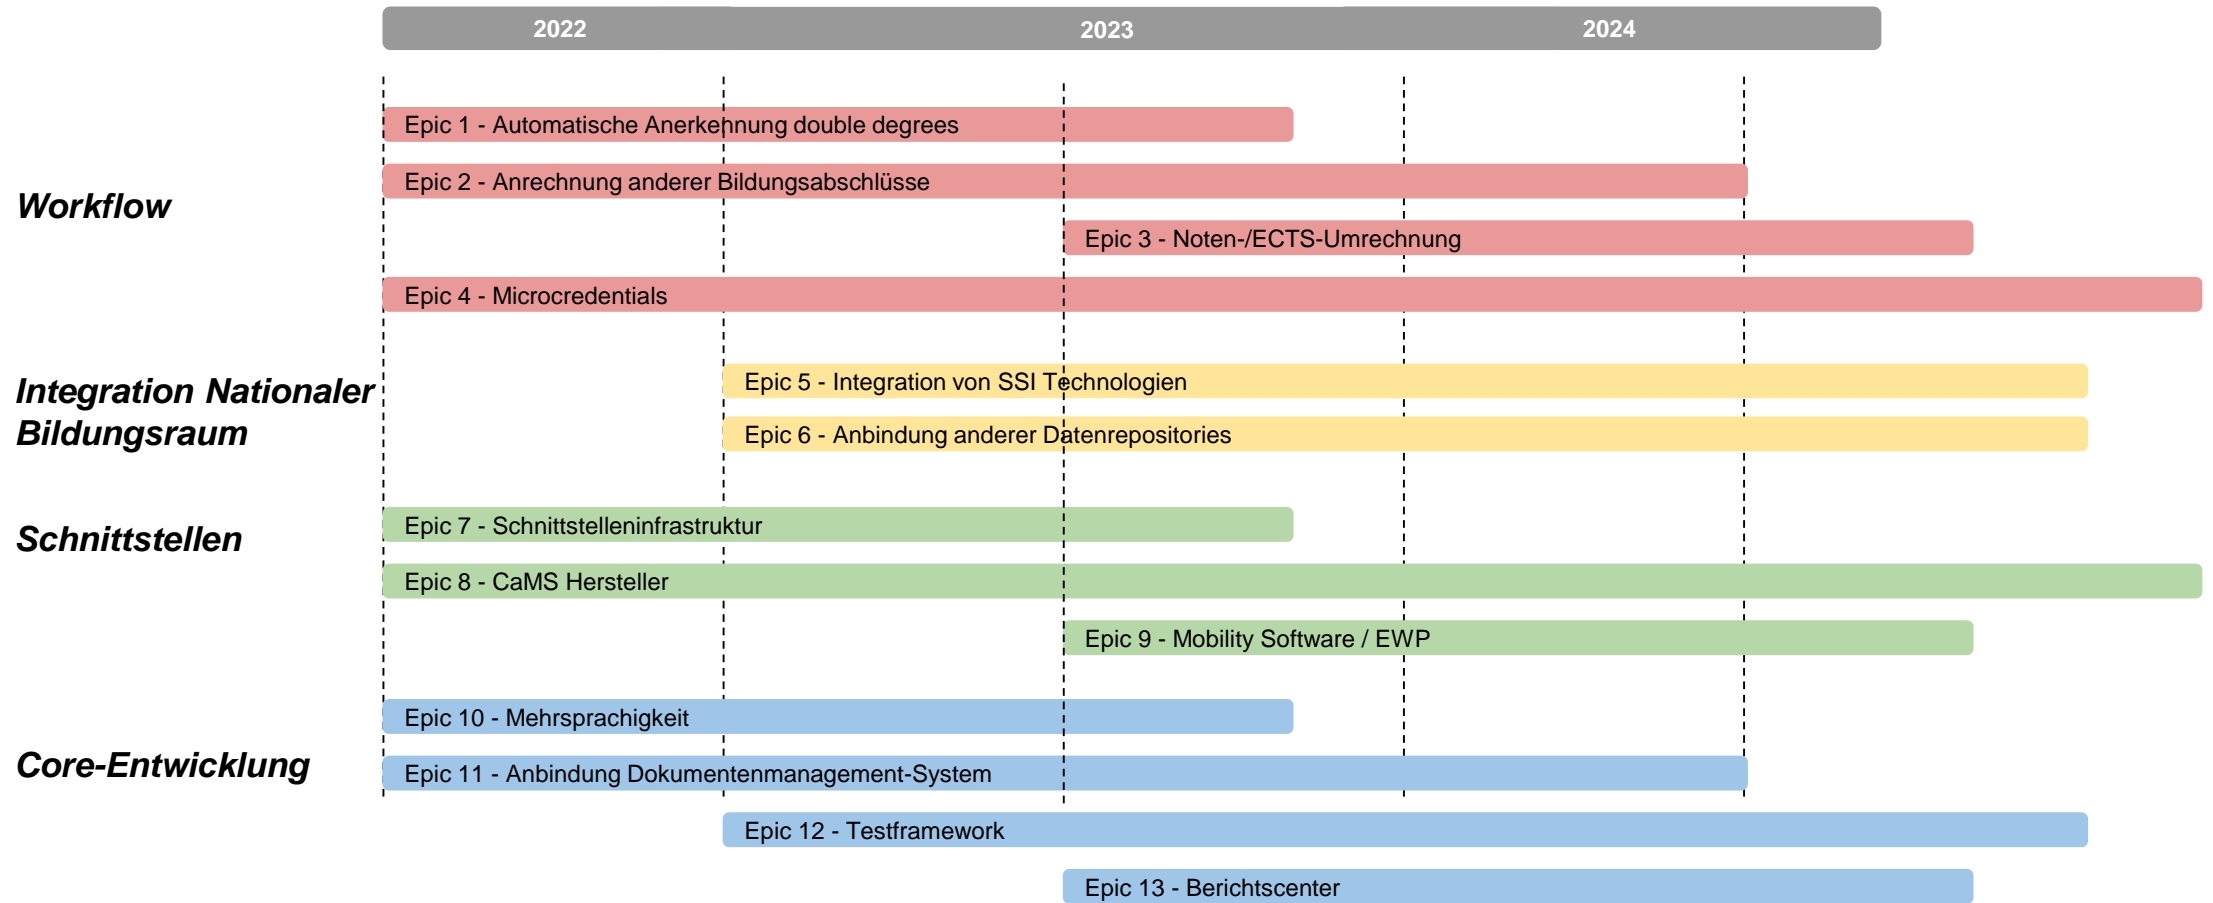 2022
2023
2024
Workflow
Epic 1 - Automatische Anerkennung double degrees
Epic 2 - Anrechnung anderer Bildungsabschlüsse
Epic 3 - Noten-/ECTS-Umrechnung
Epic 4 - Microcredentials
Integration Nationaler
Bildungsraum
Epic 5 - Integration von SSI Technologien
Epic 6 - Anbindung anderer Datenrepositories
Schnittstellen
Epic 7 - Schnittstelleninfrastruktur
Epic 8 - CaMS Hersteller
Epic 9 - Mobility Software / EWP
Core-Entwicklung
Epic 10 - Mehrsprachigkeit
Epic 11 - Anbindung Dokumentenmanagement-System
Epic 12 - Testframework
Epic 13 - Berichtscenter